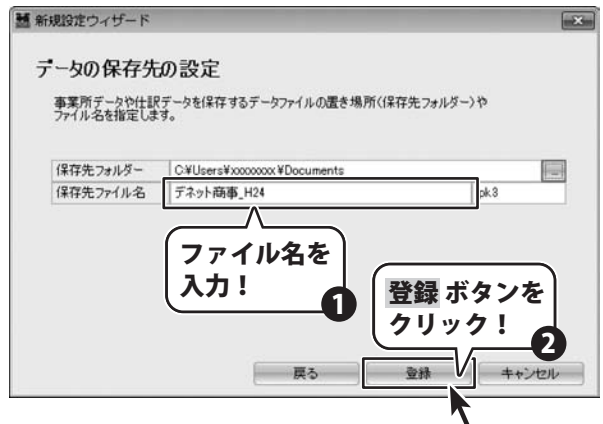 新規設定ウィザード
データの保存先の設定
事業所データや仕訳データを保存するデータファイルの置き場所(保存先フォルダー)や
ファイル名を指定します。
保存先フォルダー C:¥Users¥xxxxxxxx¥Documents ...
保存先ファイル名 デネット商事_H24 .pk3
ファイル名を
入力！
1
登録 ボタンを
クリック！
2
戻る 登録 キャンセル